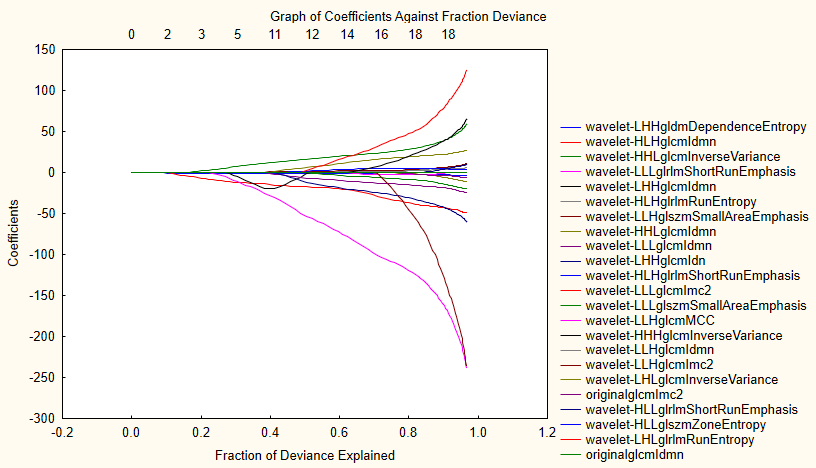 Graph of Coefficients Against Fraction Deviance
0 2 3 5 11 12 14 16 18 18
150
100
50
0
-50
-100
-150
-200
-250
-300
Coefficients
-0.2 0.0 0.2 0.4 0.6 0.8 1.0 1.2
Fraction of Deviance Explained
wavelet-LHHgldmDependenceEntropy
wavelet-HLHglcmIdmn
wavelet-HHLglcmInverseVariance
wavelet-LLLglrlmShortRunEmphasis
wavelet-LHHglcmIdmn
wavelet-HLHglrlmRunEntropy
wavelet-LLHglszmSmallAreaEmphasis
wavelet-HHLglcmIdmn
wavelet-LLLglcmIdmn
wavelet-LHHglcmIdn
wavelet-HLHglrlmShortRunEmphasis
wavelet-LLLglcmImc2
wavelet-LLLglszmSmallAreaEmphasis
wavelet-LLHglcmMCC
wavelet-HHHglcmInverseVariance
wavelet-LLHglcmIdmn
wavelet-LLHglcmImc2
wavelet-LHLglcmInverseVariance
originalglcmImc2
wavelet-HLLglrlmShortRunEmphasis
wavelet-HLLglszmZoneEntropy
wavelet-LHLglrlmRunEntropy
originalglcmIdmn